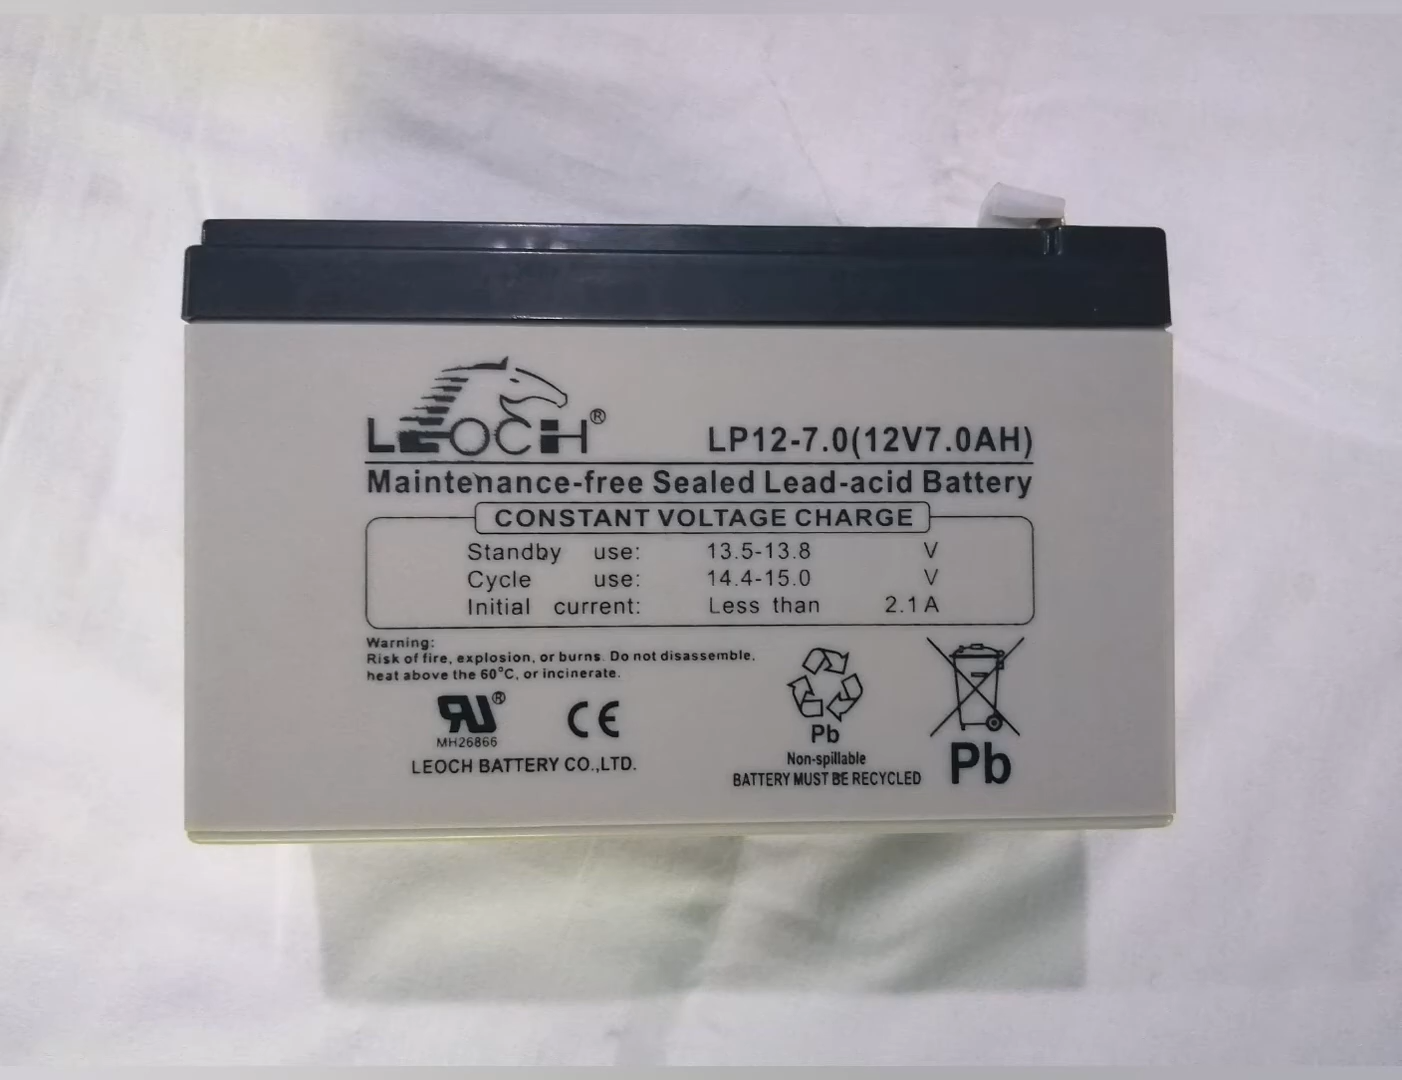 LEOCH®
LP12-7.0(12V7.0AH)
Maintenance-free Sealed Lead-acid Battery
CONSTANT VOLTAGE CHARGE
Standby use: 13.5-13.8 V
Cycle use: 14.4-15.0 V
Initial current: Less than 2.1A
Warning:
Risk of fire, explosion, or burns. Do not disassemble.
heat above the 60°C, or incinerate.
RU®
MH26866
CE
LEOCH BATTERY CO.,LTD.
Pb
Non-spillable
BATTERY MUST BE RECYCLED
Pb